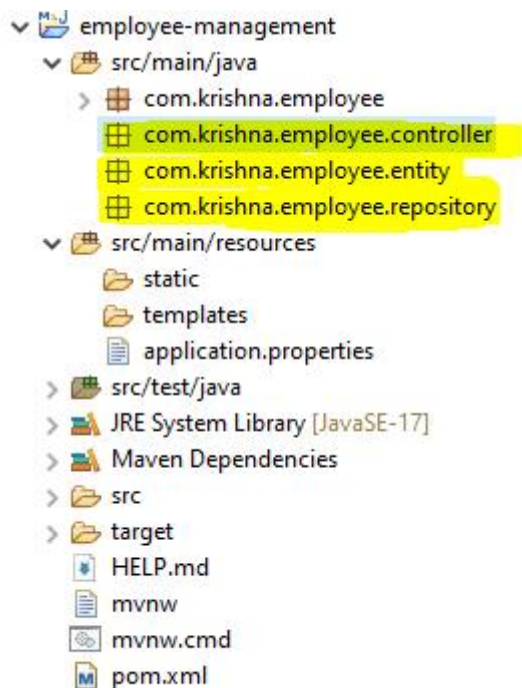 employee-management
src/main/java
com.krishna.employee
com.krishna.employee.controller
com.krishna.employee.entity
com.krishna.employee.repository
src/main/resources
static
templates
application.properties
src/test/java
JRE System Library [JavaSE-17]
Maven Dependencies
src
target
HELP.md
mvnw
mvnw.cmd
pom.xml